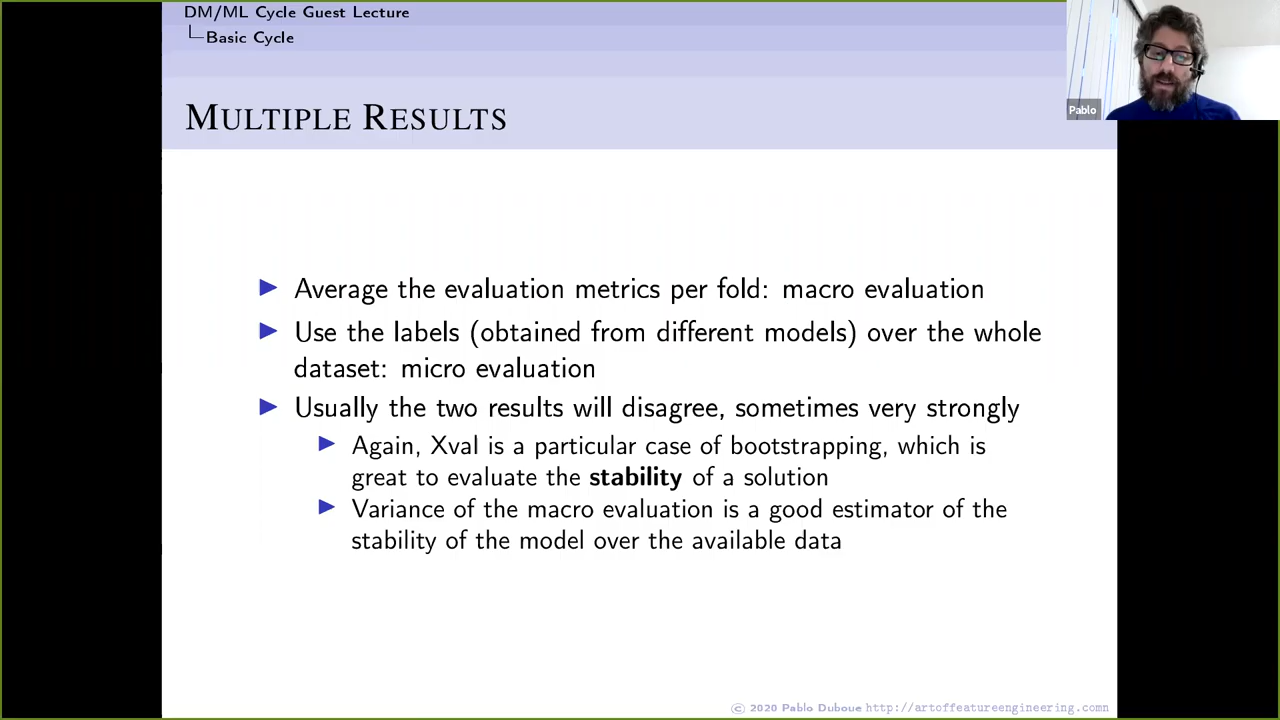 DM/ML Cycle Guest Lecture
Basic Cycle
MULTIPLE RESULTS
Pablo
Average the evaluation metrics per fold: macro evaluation
Use the labels (obtained from different models) over the whole
dataset: micro evaluation
Usually the two results will disagree, sometimes very strongly
Again, Xval is a particular case of bootstrapping, which is
great to evaluate the stability of a solution
Variance of the macro evaluation is a good estimator of the
stability of the model over the available data
© 2020 Pablo Duboue http://artoffeatureengineering.comn